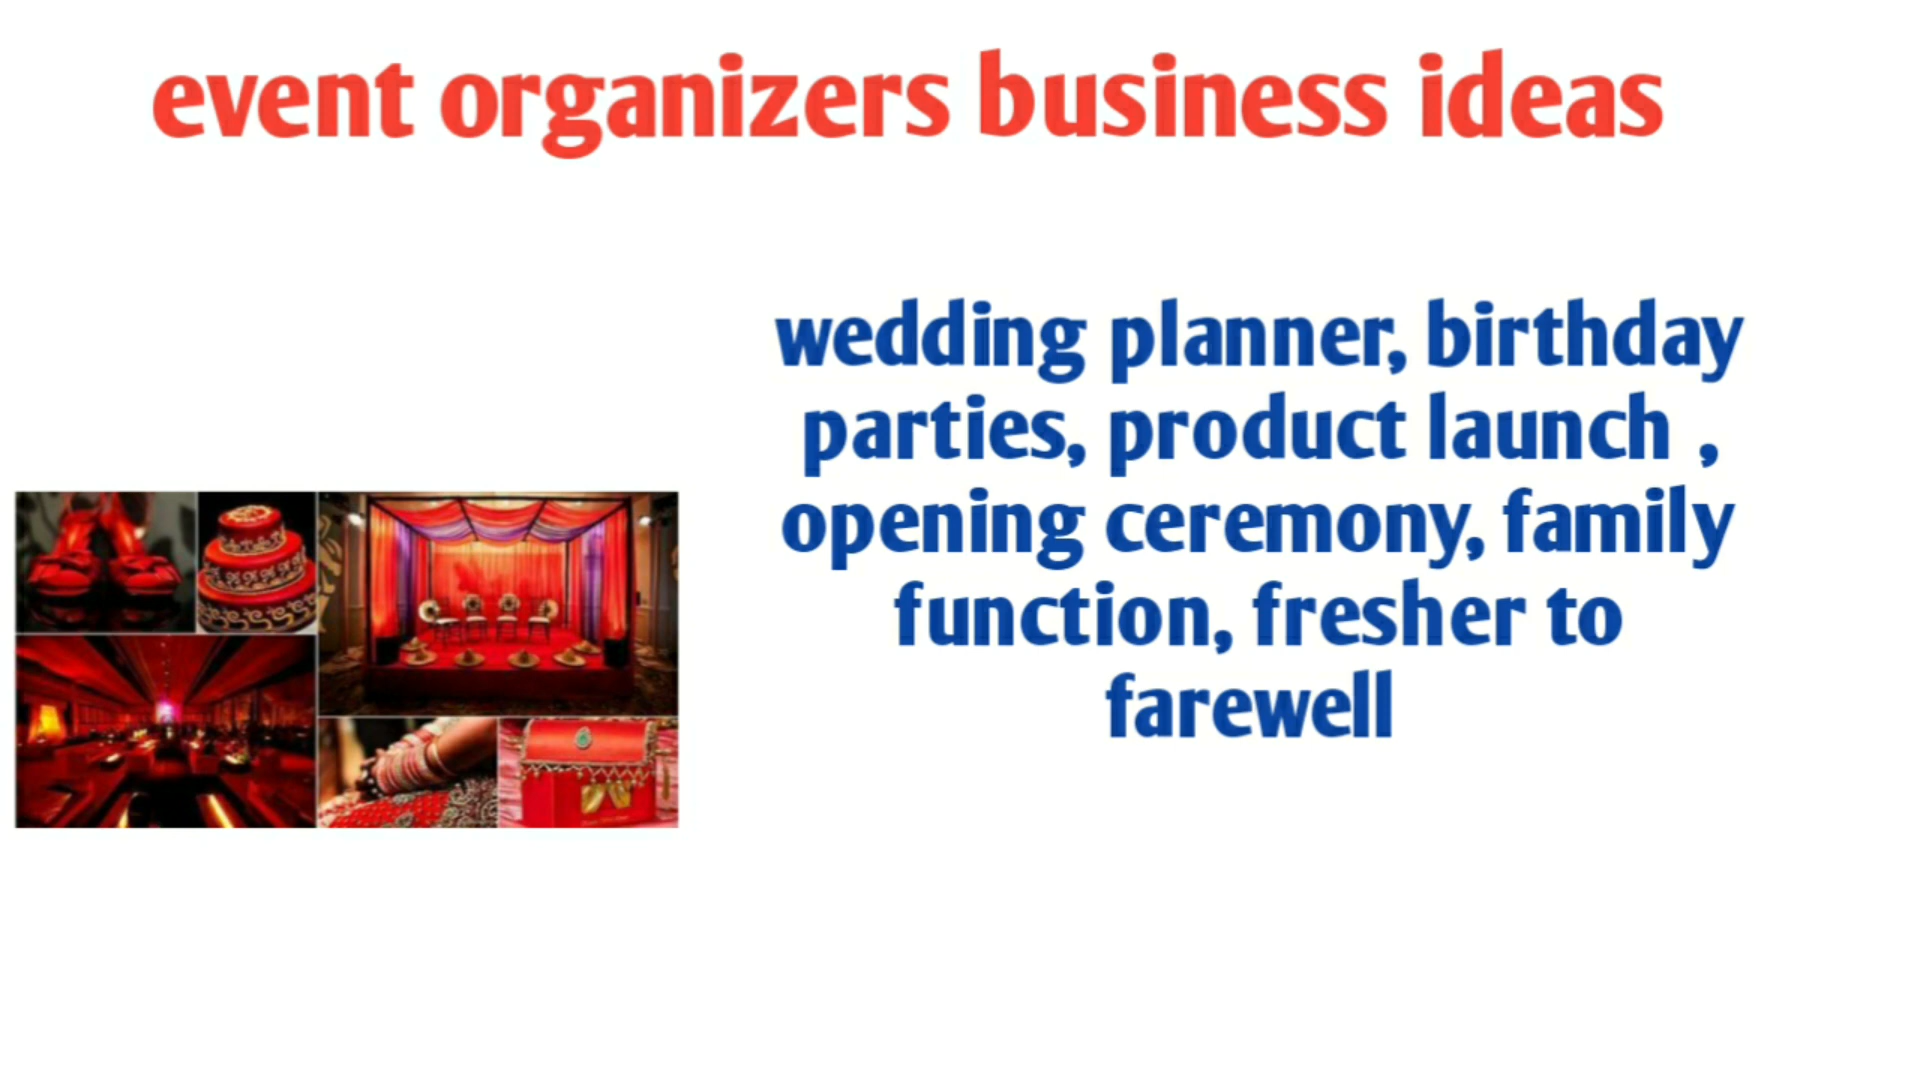 event organizers business ideas
wedding planner, birthday
parties, product launch ,
opening ceremony, family
function, fresher to
farewell